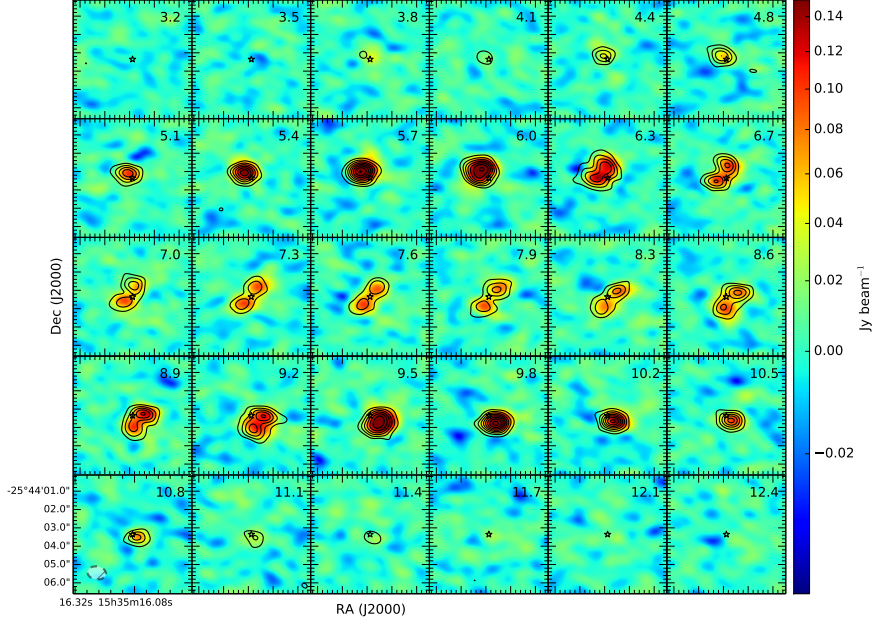 3.2 3.5 3.8 4.1 4.4 4.8
5.1 5.4 5.7 6.0 6.3 6.7
7.0 7.3 7.6 7.9 8.3 8.6
8.9 9.2 9.5 9.8 10.2 10.5
10.8 11.1 11.4 11.7 12.1 12.4
Dec (J2000)
-25°44'01.0"
02.0"
03.0"
04.0"
05.0"
06.0"
16.32s 15h35m16.08s
RA (J2000)
0.14
0.12
0.10
0.08
0.06
0.04
0.02
0.00
−0.02
Jy beam⁻¹